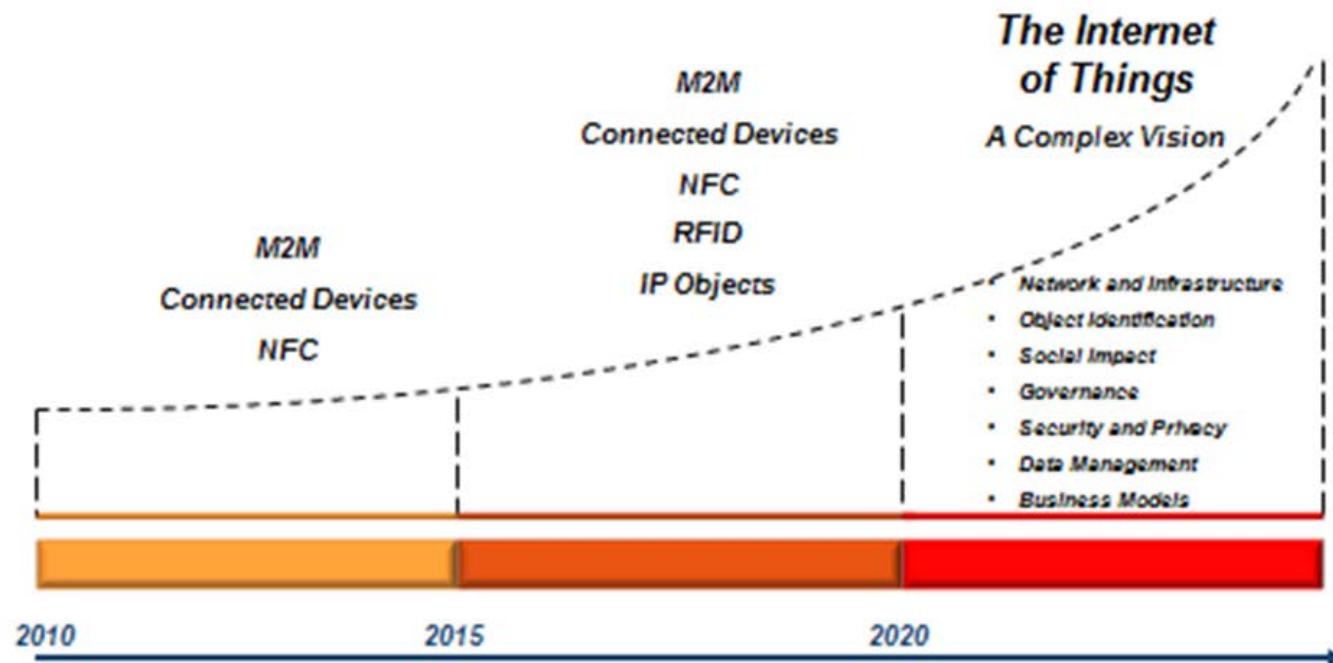 M2M
Connected Devices
NFC
M2M
Connected Devices
NFC
RFID
IP Objects
The Internet
of Things
A Complex Vision
Network and Infrastructure
• Object Identification
• Social Impact
• Governance
• Security and Privacy
• Data Management
• Business Models
2010
2015
2020